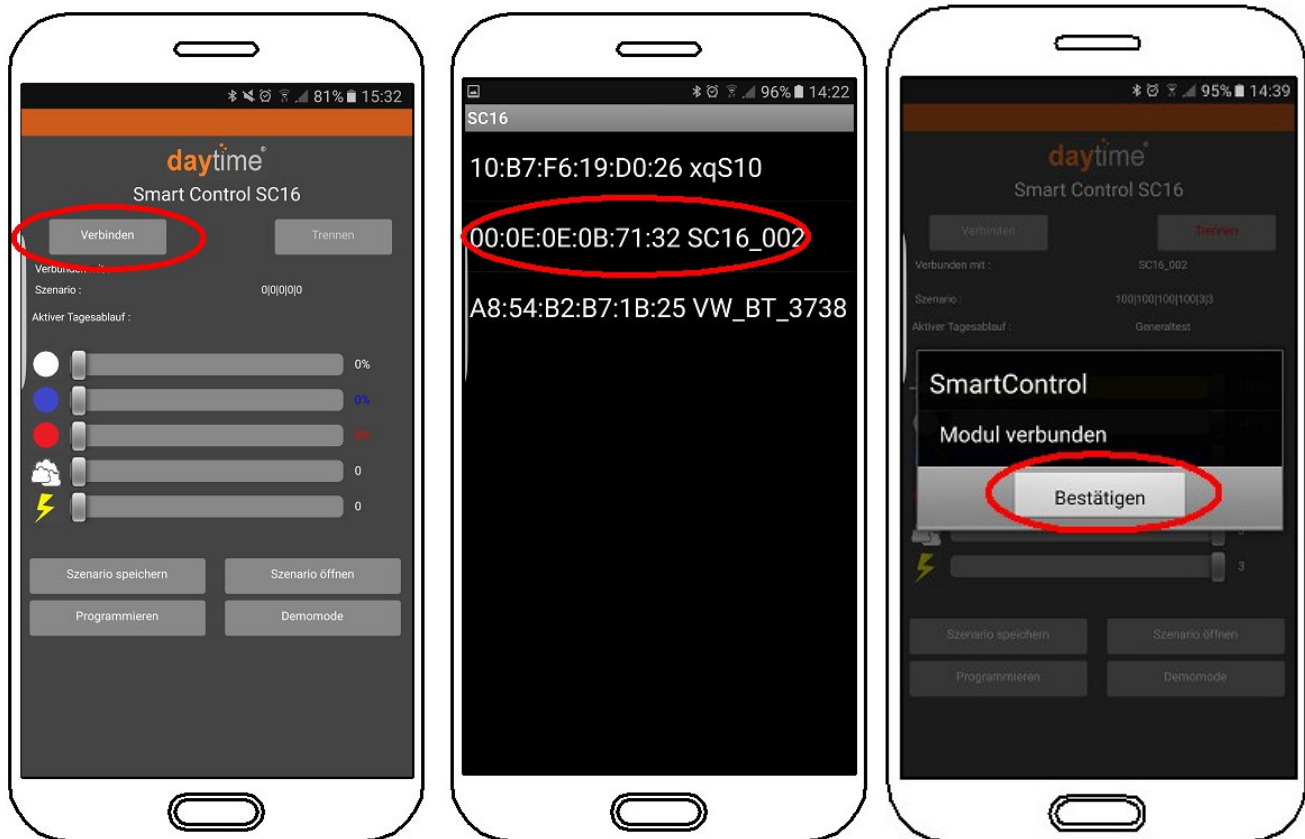 81% 15:32
daytime®
Smart Control SC16
Verbinden
Trennen
Verbunden mit :
Szenario :
0|0|0|0|0
Aktiver Tagesablauf :
0%
0%
0%
0
0
Szenario speichern
Szenario öffnen
Programmieren
Demomode
96% 14:22
SC16
10:B7:F6:19:D0:26 xqS10
00:0E:0E:0B:71:32 SC16_002
A8:54:B2:B7:1B:25 VW_BT_3738
95% 14:39
daytime®
Smart Control SC16
Verbinden
Trennen
Verbunden mit :
SC16_002
Szenario :
100|100|100|100|3|3
Aktiver Tagesablauf :
Generaltest
SmartControl
Modul verbunden
Bestätigen
3
3
Szenario speichern
Szenario öffnen
Programmieren
Demomode